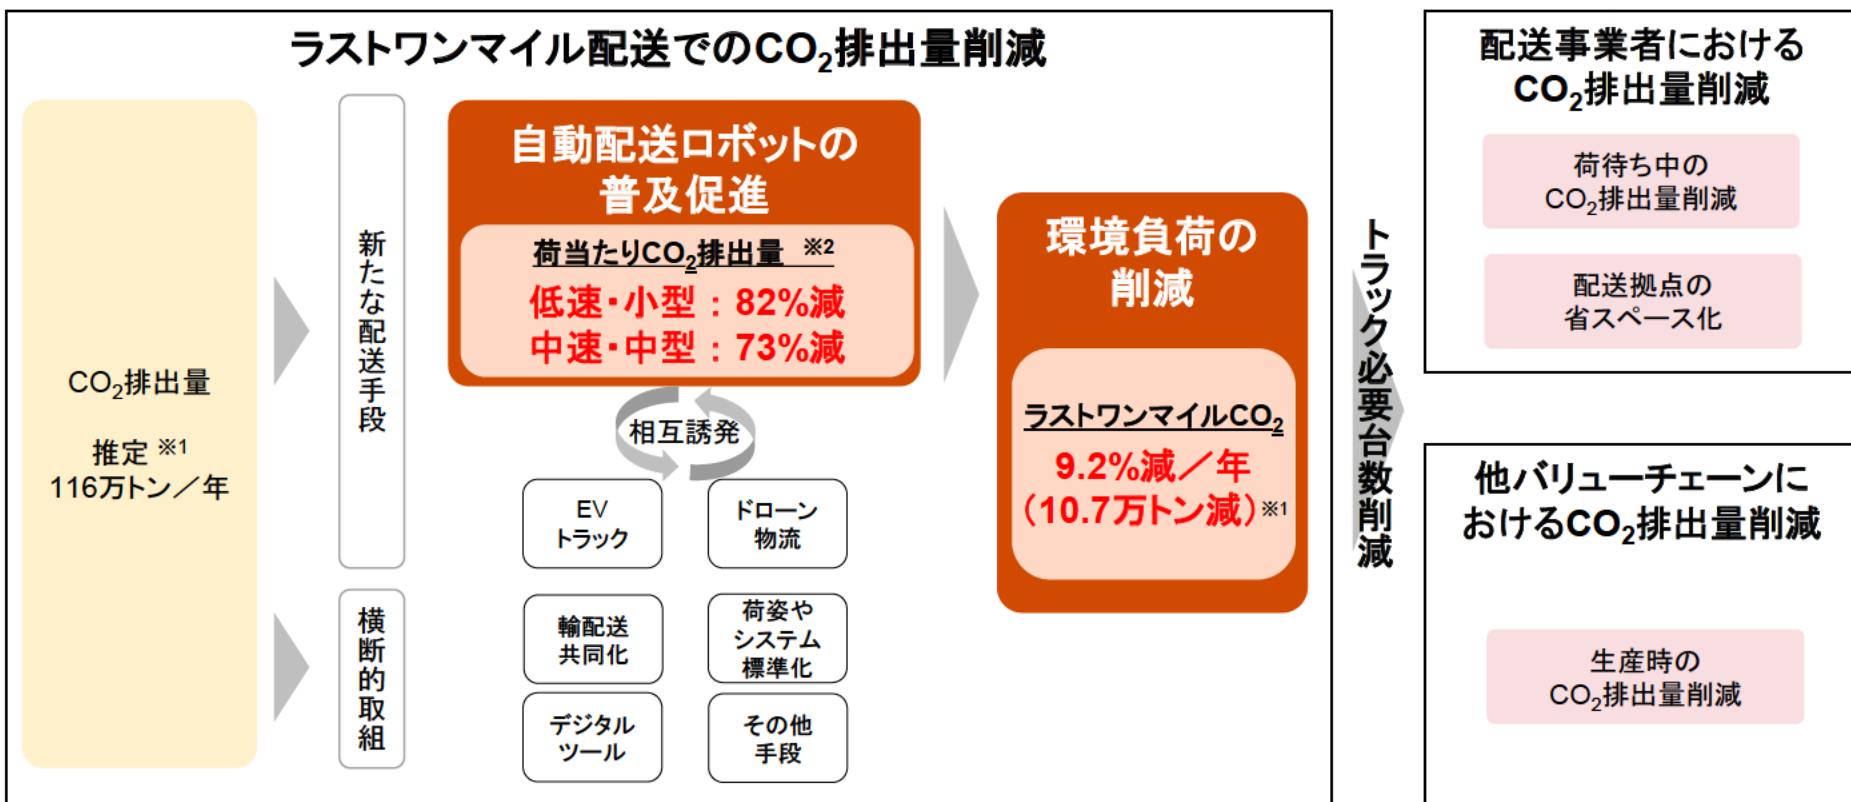 ラストワンマイル配送でのCO₂排出量削減
CO₂排出量
推定 ※1
116万トン／年
新たな配送手段
横断的取組
自動配送ロボットの
普及促進
荷当たりCO₂排出量 ※2
低速・小型：82%減
中速・中型：73%減
相互誘発
EV
トラック
ドローン
物流
輸配送
共同化
荷姿や
システム
標準化
デジタル
ツール
その他
手段
環境負荷の
削減
ラストワンマイルCO₂
9.2%減／年
（10.7万トン減）※1
トラック必要台数削減
配送事業者における
CO₂排出量削減
荷待ち中の
CO₂排出量削減
配送拠点の
省スペース化
他バリューチェーンに
おけるCO₂排出量削減
生産時の
CO₂排出量削減